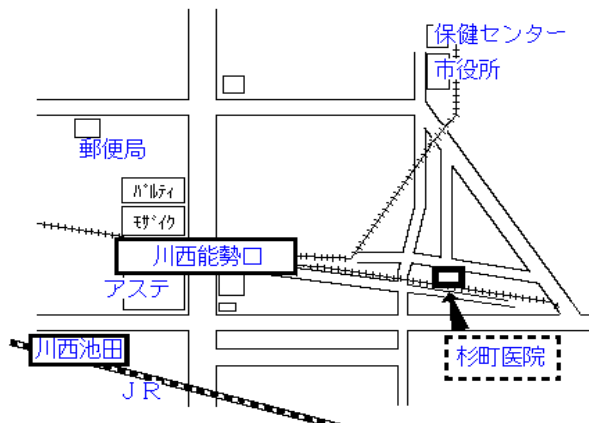 保健センター
市役所
郵便局
ﾊﾟﾙﾃｨ
ﾓｻﾞｲｸ
川西能勢口
アステ
川西池田
杉町医院
ＪＲ